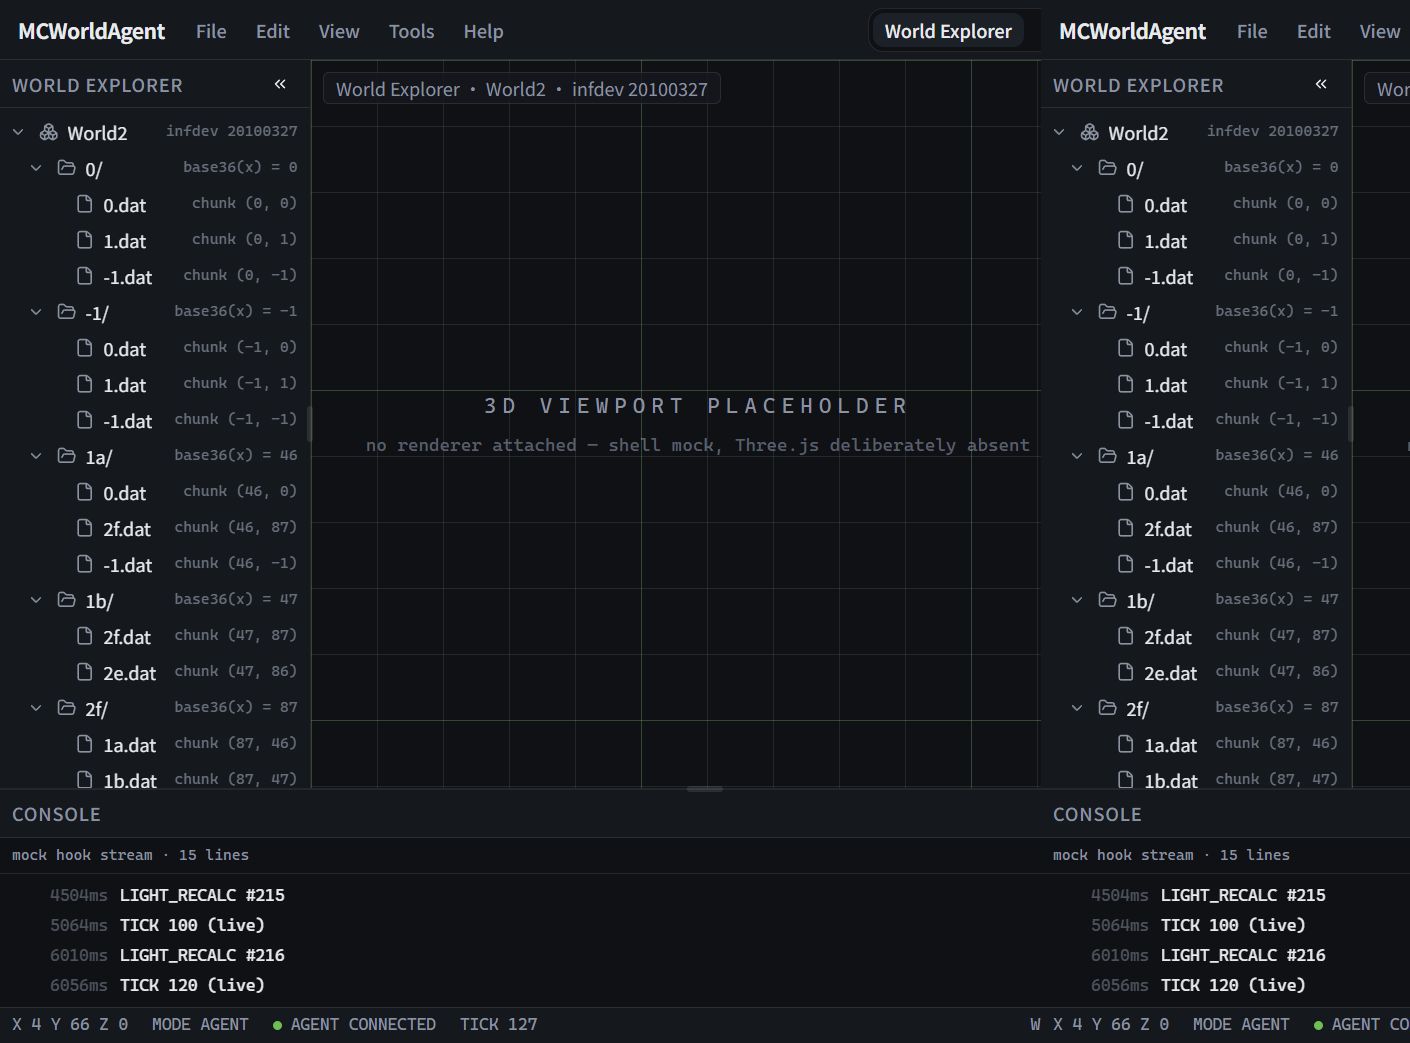 MCWorldAgent File Edit View Tools Help World Explorer MCWorldAgent File Edit View
WORLD EXPLORER « WORLD EXPLORER «
World Explorer • World2 • infdev 20100327 Wor
World2 infdev 20100327 World2 infdev 20100327
0/ base36(x) = 0 0/ base36(x) = 0
0.dat chunk (0, 0) 0.dat chunk (0, 0)
1.dat chunk (0, 1) 1.dat chunk (0, 1)
-1.dat chunk (0, −1) -1.dat chunk (0, −1)
-1/ base36(x) = −1 -1/ base36(x) = −1
0.dat chunk (−1, 0) 0.dat chunk (−1, 0)
1.dat chunk (−1, 1) 1.dat chunk (−1, 1)
3D VIEWPORT PLACEHOLDER
-1.dat chunk (−1, −1) -1.dat chunk (−1, −1)
no renderer attached — shell mock, Three.js deliberately absent
1a/ base36(x) = 46 1a/ base36(x) = 46
0.dat chunk (46, 0) 0.dat chunk (46, 0)
2f.dat chunk (46, 87) 2f.dat chunk (46, 87)
-1.dat chunk (46, −1) -1.dat chunk (46, −1)
1b/ base36(x) = 47 1b/ base36(x) = 47
2f.dat chunk (47, 87) 2f.dat chunk (47, 87)
2e.dat chunk (47, 86) 2e.dat chunk (47, 86)
2f/ base36(x) = 87 2f/ base36(x) = 87
1a.dat chunk (87, 46) 1a.dat chunk (87, 46)
1b.dat chunk (87, 47) 1b.dat chunk (87, 47)
CONSOLE CONSOLE
mock hook stream · 15 lines mock hook stream · 15 lines
4504ms LIGHT_RECALC #215 4504ms LIGHT_RECALC #215
5064ms TICK 100 (live) 5064ms TICK 100 (live)
6010ms LIGHT_RECALC #216 6010ms LIGHT_RECALC #216
6056ms TICK 120 (live) 6056ms TICK 120 (live)
X 4 Y 66 Z 0 MODE AGENT ● AGENT CONNECTED TICK 127 W X 4 Y 66 Z 0 MODE AGENT ● AGENT CO